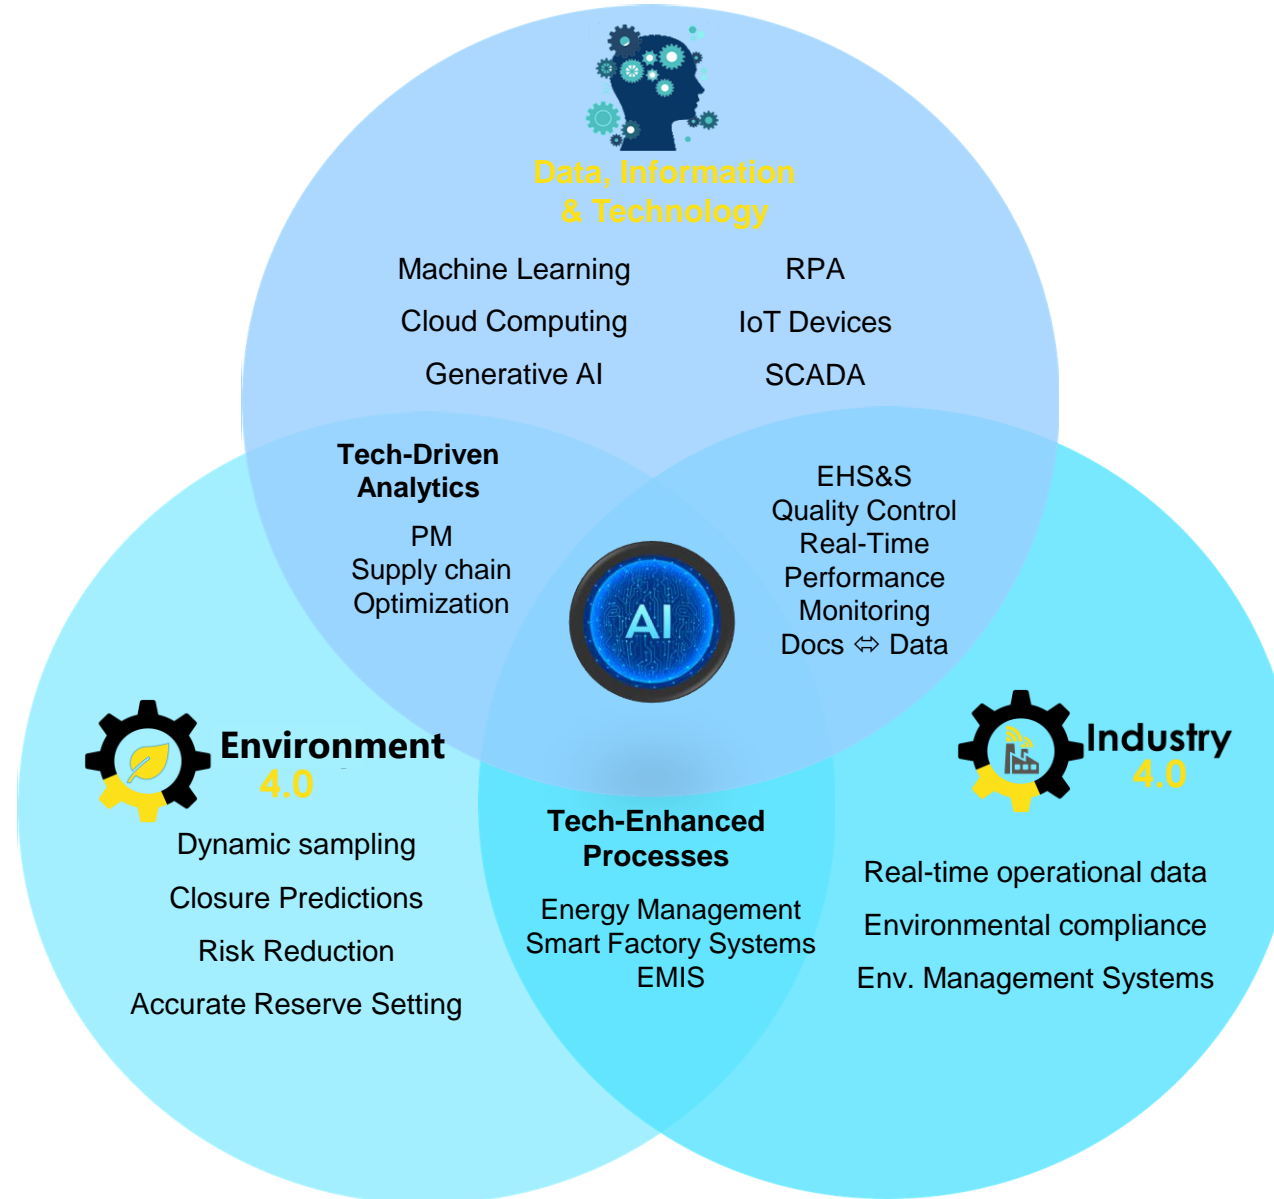 Data, Information
& Technology
Machine Learning
RPA
Cloud Computing
IoT Devices
Generative AI
SCADA
Tech-Driven
Analytics
PM
Supply chain
Optimization
EHS&S
Quality Control
Real-Time
Performance
Monitoring
Docs ⬄ Data
AI
Environment
4.0
Dynamic sampling
Closure Predictions
Risk Reduction
Accurate Reserve Setting
Tech-Enhanced
Processes
Energy Management
Smart Factory Systems
EMIS
Industry
4.0
Real-time operational data
Environmental compliance
Env. Management Systems